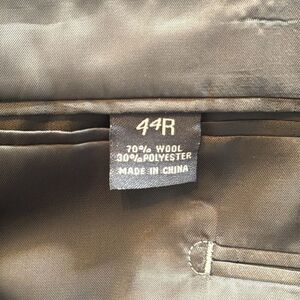 44R
70% WOOL
30% POLYESTER
MADE IN CHINA